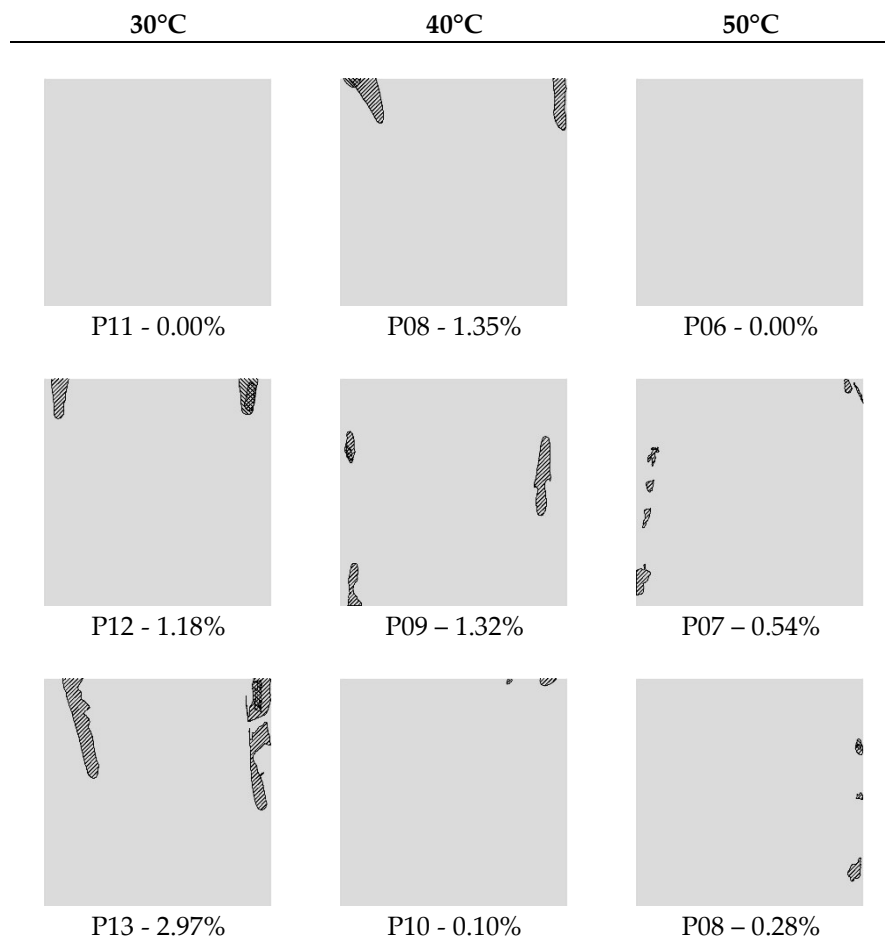 30°C 40°C 50°C
P11 - 0.00% P08 - 1.35% P06 - 0.00%
P12 - 1.18% P09 – 1.32% P07 – 0.54%
P13 - 2.97% P10 - 0.10% P08 – 0.28%